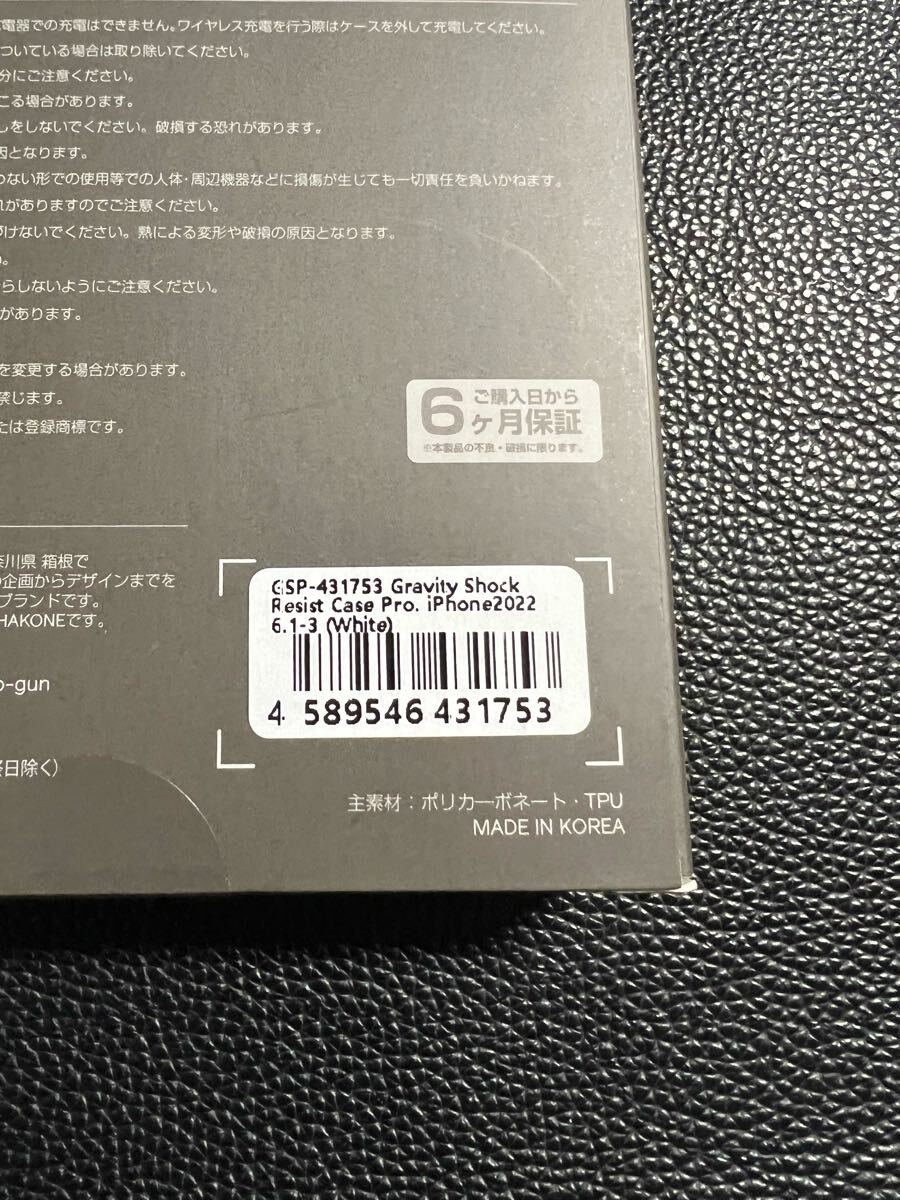 電器での充電はできません。ワイヤレス充電を行う際はケースを外して充電してください。
ついている場合は取り除いてください。
分にご注意ください。
こる場合があります。
しをしないでください。破損する恐れがあります。
因となります。
わない形での使用等での人体・周辺機器などに損傷が生じても一切責任を負いかねます。
れがありますのでご注意ください。
づけないでください。熱による変形や破損の原因となります。
らしないようにご注意ください。
があります。
を変更する場合があります。
禁じます。
たは登録商標です。
6
ご購入日から
ヶ月保証
※本製品の不良・破損に限ります。
奈川県 箱根で
の企画からデザインまでを
ブランドです。
HAKONEです。
o-gun
祭日除く)
GSP-431753 Gravity Shock
Resist Case Pro. iPhone2022
6.1-3 (White)
4 589546 431753
主素材：ポリカーボネート・TPU
MADE IN KOREA